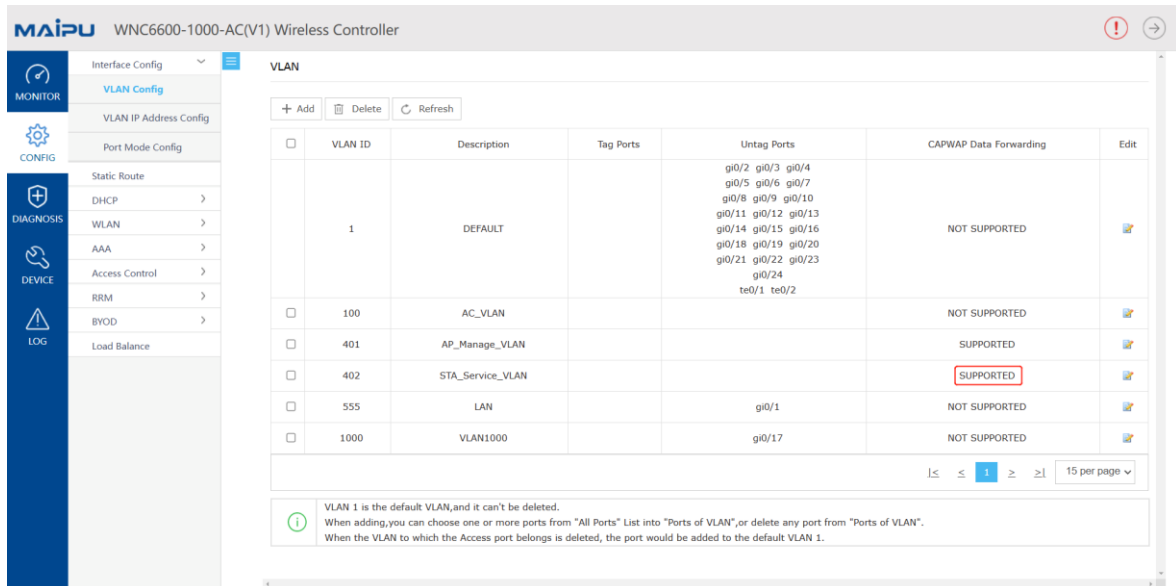 MAIPU WNC6600-1000-AC(V1) Wireless Controller
MONITOR
CONFIG
DIAGNOSIS
DEVICE
LOG
Interface Config
VLAN Config
VLAN IP Address Config
Port Mode Config
Static Route
DHCP
WLAN
AAA
Access Control
RRM
BYOD
Load Balance
VLAN
+ Add Delete Refresh
VLAN ID Description Tag Ports Untag Ports CAPWAP Data Forwarding Edit
gi0/2 gi0/3 gi0/4
gi0/5 gi0/6 gi0/7
gi0/8 gi0/9 gi0/10
gi0/11 gi0/12 gi0/13
1 DEFAULT gi0/14 gi0/15 gi0/16 NOT SUPPORTED
gi0/18 gi0/19 gi0/20
gi0/21 gi0/22 gi0/23
gi0/24
te0/1 te0/2
100 AC_VLAN NOT SUPPORTED
401 AP_Manage_VLAN SUPPORTED
402 STA_Service_VLAN SUPPORTED
555 LAN gi0/1 NOT SUPPORTED
1000 VLAN1000 gi0/17 NOT SUPPORTED
|< < 1 > >| 15 per page
VLAN 1 is the default VLAN,and it can't be deleted.
When adding,you can choose one or more ports from "All Ports" List into "Ports of VLAN",or delete any port from "Ports of VLAN".
When the VLAN to which the Access port belongs is deleted, the port would be added to the default VLAN 1.